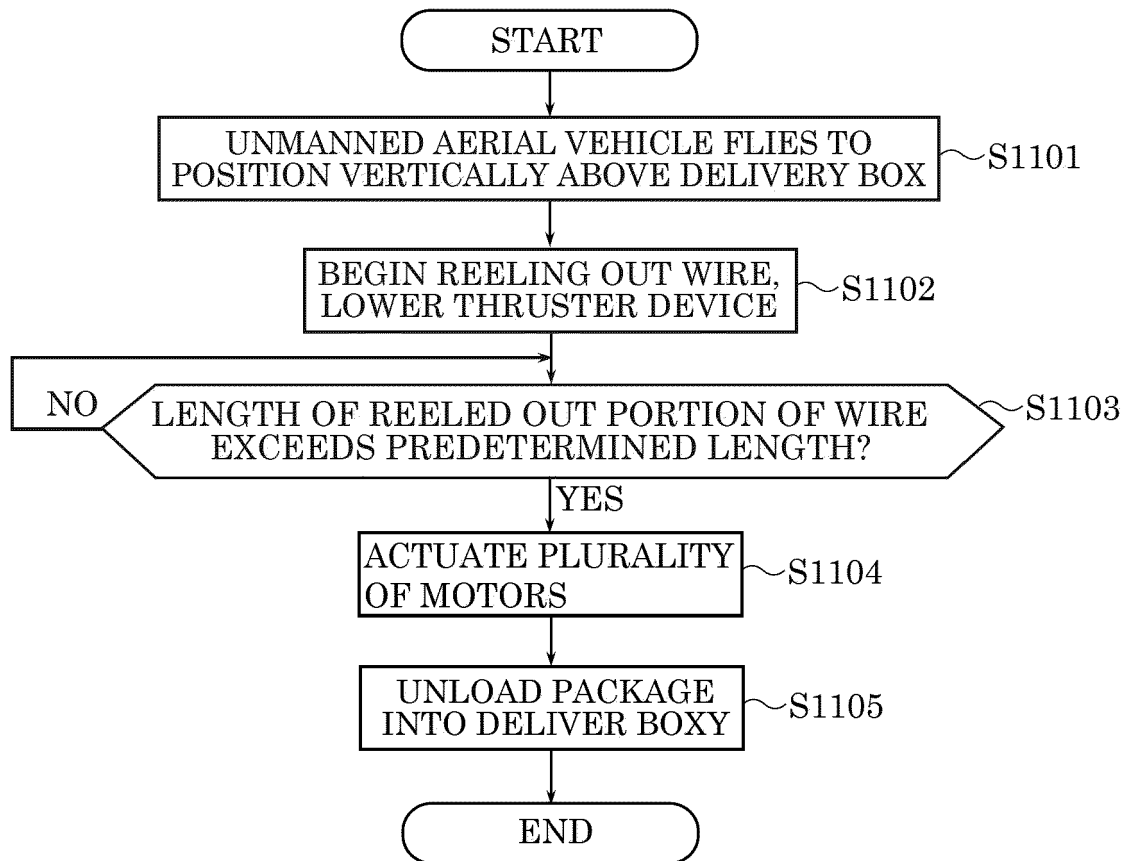 START
UNMANNED AERIAL VEHICLE FLIES TO
POSITION VERTICALLY ABOVE DELIVERY BOX
S1101
BEGIN REELING OUT WIRE,
LOWER THRUSTER DEVICE
S1102
NO
LENGTH OF REELED OUT PORTION OF WIRE
EXCEEDS PREDETERMINED LENGTH?
S1103
YES
ACTUATE PLURALITY
OF MOTORS
S1104
UNLOAD PACKAGE
INTO DELIVER BOXY
S1105
END